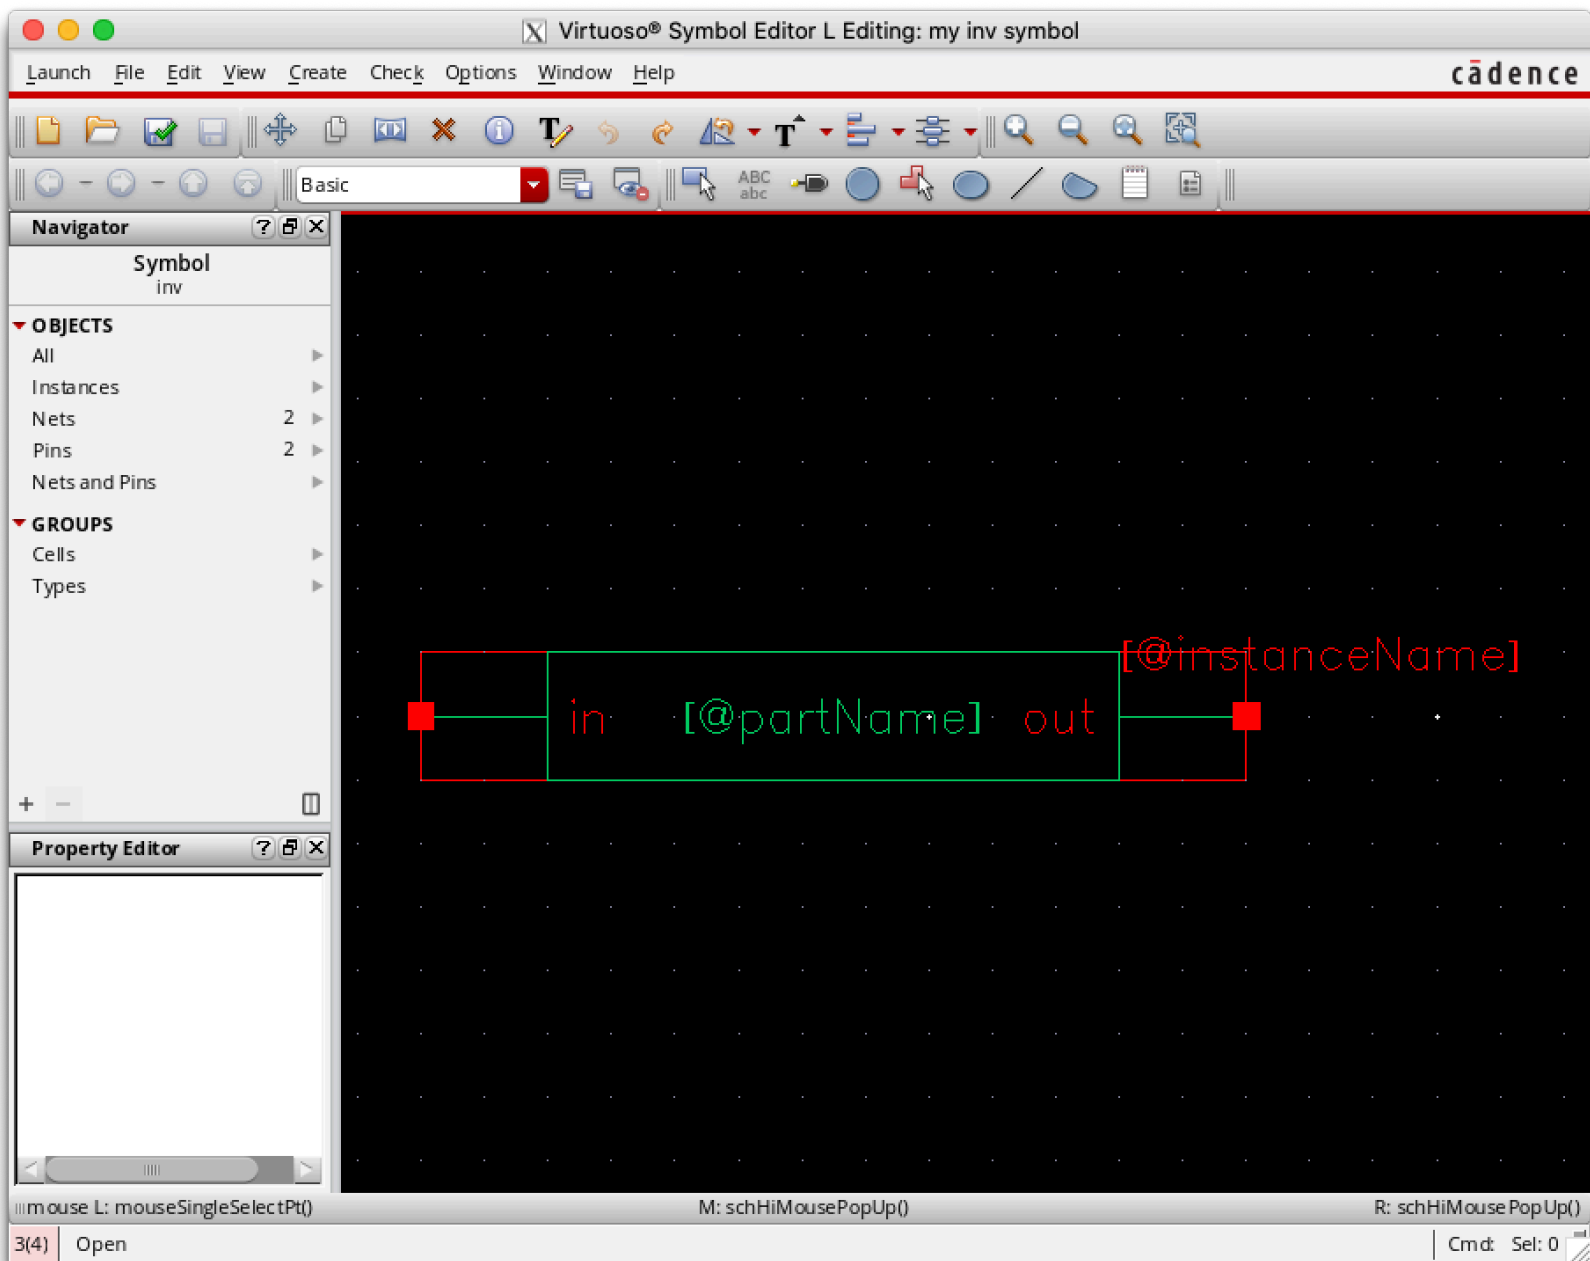 Virtuoso® Symbol Editor L Editing: my inv symbol
Launch File Edit View Create Check Options Window Help
cādence
Basic
ABC
abc
Navigator
Symbol
inv
OBJECTS
All
Instances
Nets 2
Pins 2
Nets and Pins
GROUPS
Cells
Types
[@instanceName]
in [@partName] out
Property Editor
mouse L: mouseSingleSelectPt()
M: schHiMousePopUp()
R: schHiMousePopUp()
3(4) Open
Cmd: Sel: 0